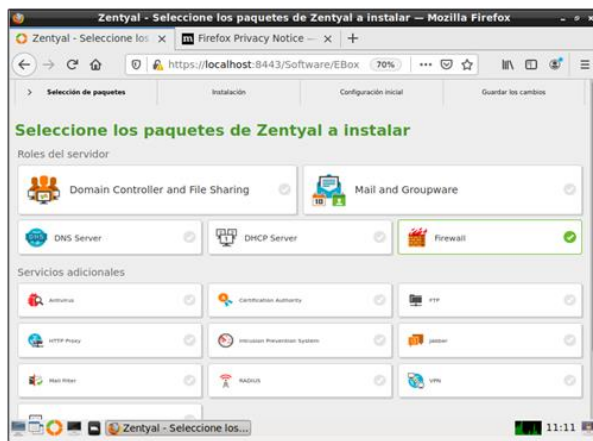 Zentyal - Seleccione los paquetes de Zentyal a instalar — Mozilla Firefox
Zentyal - Seleccione los
Firefox Privacy Notice —
https://localhost:8443/Software/EBox
70%
Selección de paquetes
Instalación
Configuración inicial
Guardar los cambios
Seleccione los paquetes de Zentyal a instalar
Roles del servidor
Domain Controller and File Sharing
Mail and Groupware
DNS Server
DHCP Server
Firewall
Servicios adicionales
Antivirus
Certification Authority
FTP
HTTP Proxy
Intrusion Prevention System
Jabber
Mail Filter
RADIUS
VPN
Zentyal - Seleccione los...
11:11